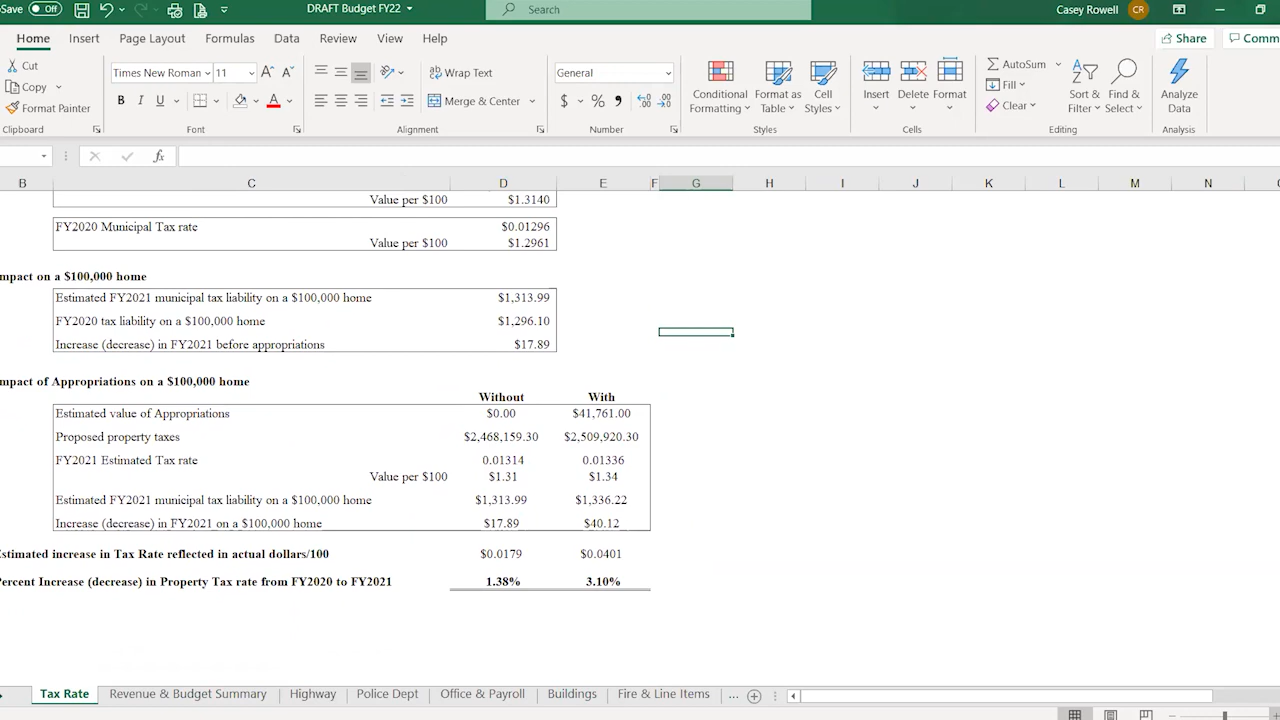 Save Off DRAFT Budget FY22 Search Casey Rowell CR
Home Insert Page Layout Formulas Data Review View Help Share Comm
Cut
Copy
Format Painter
Clipboard
Times New Roman 11
B I U A
Font
Wrap Text
Merge & Center
Alignment
General
$ % 9
Number
Conditional Formatting
Format as Table
Cell Styles
Styles
Insert Delete Format
Cells
AutoSum
Fill
Clear
Sort & Filter
Find & Select
Editing
Analyze Data
Analysis
fx
B C D E F G H I J K L M N
Value per $100 $1.3140
FY2020 Municipal Tax rate $0.01296
Value per $100 $1.2961
mpact on a $100,000 home
Estimated FY2021 municipal tax liability on a $100,000 home $1,313.99
FY2020 tax liability on a $100,000 home $1,296.10
Increase (decrease) in FY2021 before appropriations $17.89
mpact of Appropriations on a $100,000 home
Without With
Estimated value of Appropriations $0.00 $41,761.00
Proposed property taxes $2,468,159.30 $2,509,920.30
FY2021 Estimated Tax rate 0.01314 0.01336
Value per $100 $1.31 $1.34
Estimated FY2021 municipal tax liability on a $100,000 home $1,313.99 $1,336.22
Increase (decrease) in FY2021 on a $100,000 home $17.89 $40.12
Estimated increase in Tax Rate reflected in actual dollars/100 $0.0179 $0.0401
Percent Increase (decrease) in Property Tax rate from FY2020 to FY2021 1.38% 3.10%
Tax Rate Revenue & Budget Summary Highway Police Dept Office & Payroll Buildings Fire & Line Items ...